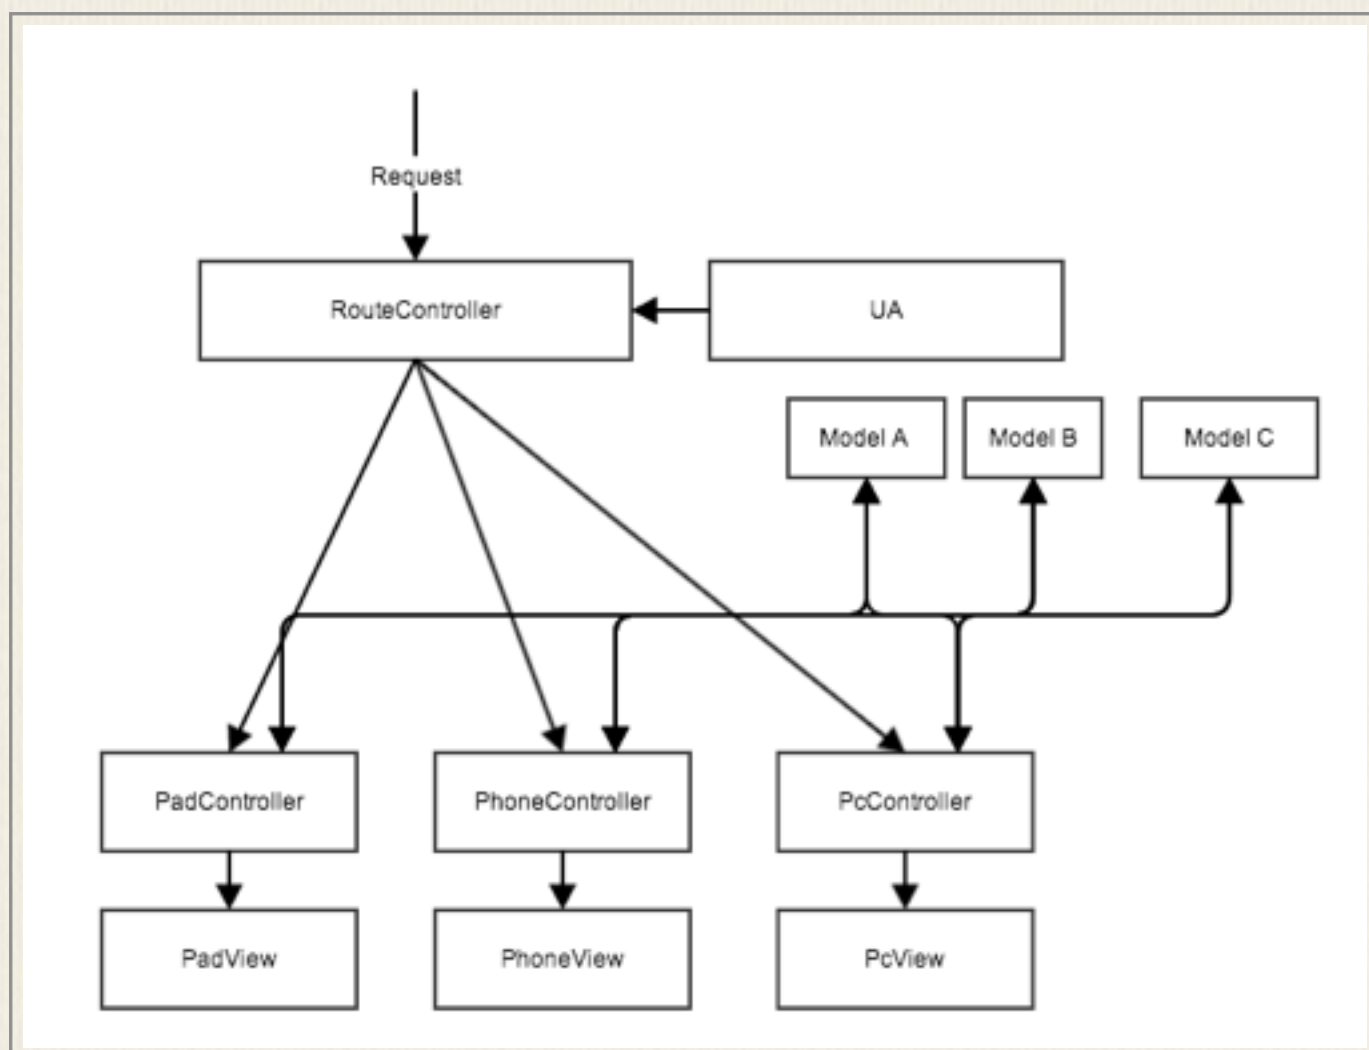 Request
RouteController
UA
Model A
Model B
Model C
PadController
PhoneController
PcController
PadView
PhoneView
PcView